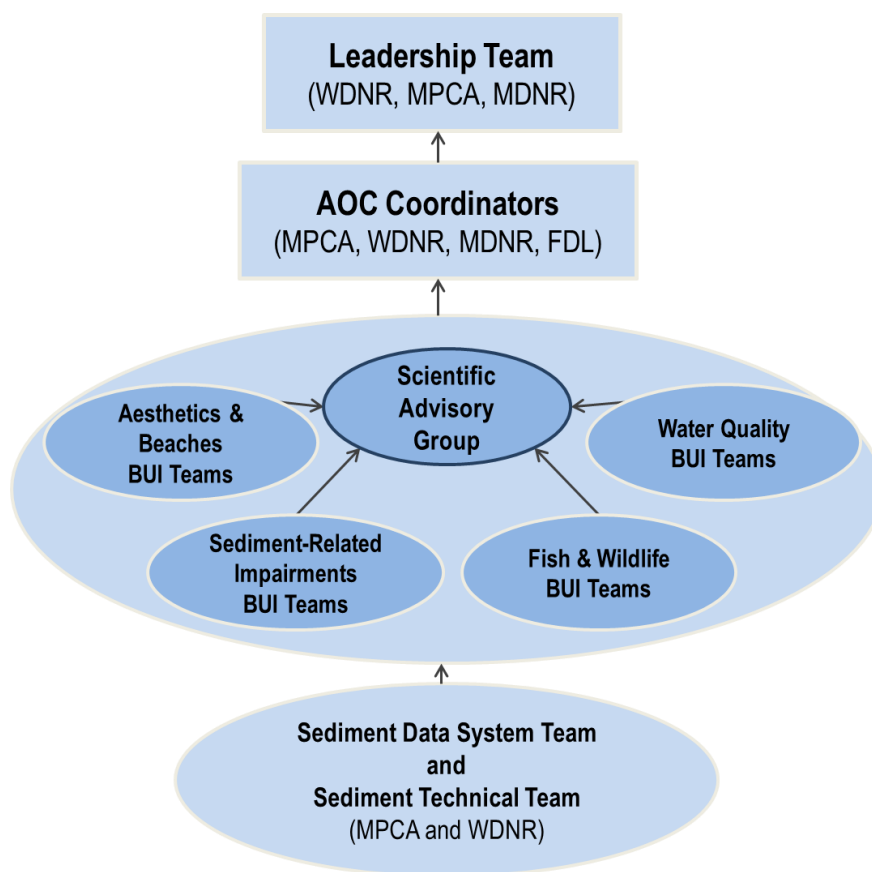 Leadership Team
(WDNR, MPCA, MDNR)
AOC Coordinators
(MPCA, WDNR, MDNR, FDL)
Scientific
Advisory
Group
Aesthetics &
Beaches
BUI Teams
Water Quality
BUI Teams
Sediment-Related
Impairments
BUI Teams
Fish & Wildlife
BUI Teams
Sediment Data System Team
and
Sediment Technical Team
(MPCA and WDNR)